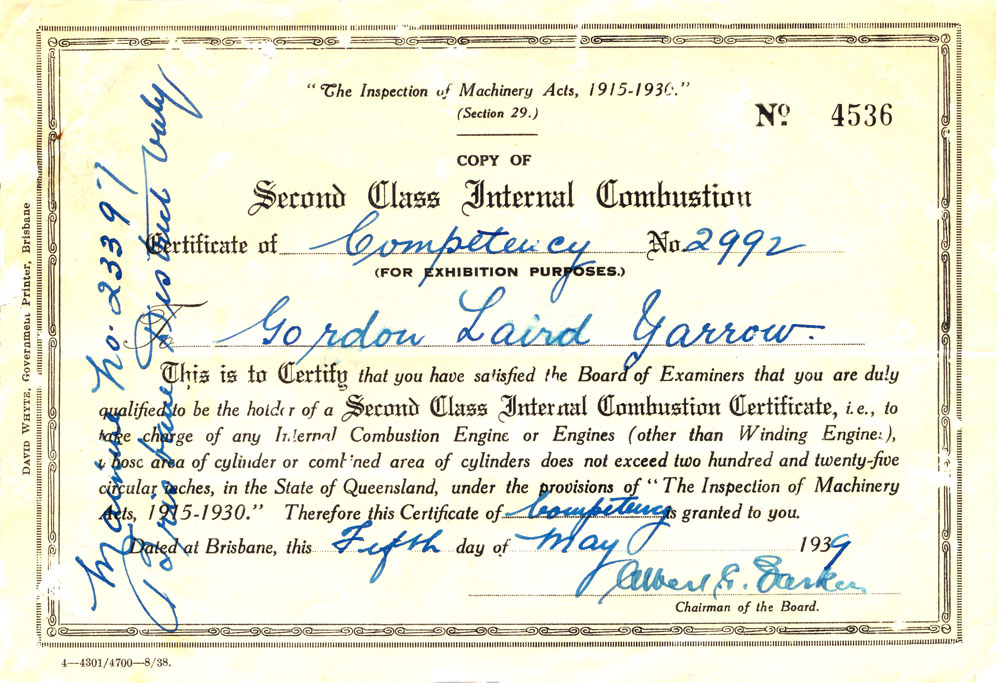 "The Inspection of Machinery Acts, 1915-1930."
(Section 29.)
No 4536
COPY OF
Second Class Internal Combustion
Certificate of Competency No. 2992
(FOR EXHIBITION PURPOSES.)
To Gordon Laird Yarrow.
This is to Certify that you have satisfied the Board of Examiners that you are duly
qualified to be the holder of a Second Class Internal Combustion Certificate, i.e., to
take charge of any Internal Combustion Engine or Engines (other than Winding Engines),
whose area of cylinder or combined area of cylinders does not exceed two hundred and twenty-five
circular inches, in the State of Queensland, under the provisions of "The Inspection of Machinery
Acts, 1915-1930." Therefore this Certificate of Competency is granted to you.
Dated at Brisbane, this Fifth day of May 1939
Albert E.
Chairman of the Board.
Marine No. 2339
Brisbane District only
DAVID WHYTE, Government Printer, Brisbane
4—4301/4700—8/38.